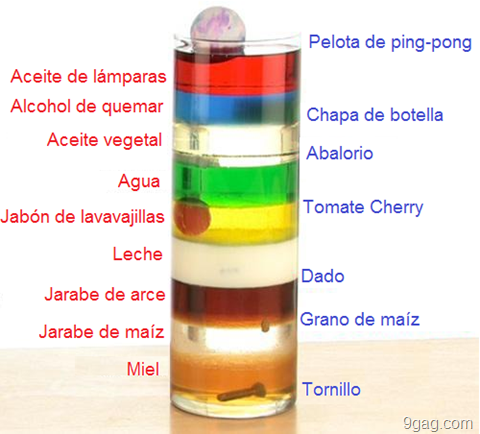 Pelota de ping-pong
Aceite de lámparas
Alcohol de quemar
Chapa de botella
Aceite vegetal
Abalorio
Agua
Tomate Cherry
Jabón de lavavajillas
Leche
Dado
Jarabe de arce
Grano de maíz
Jarabe de maíz
Miel
Tornillo
9gag.com